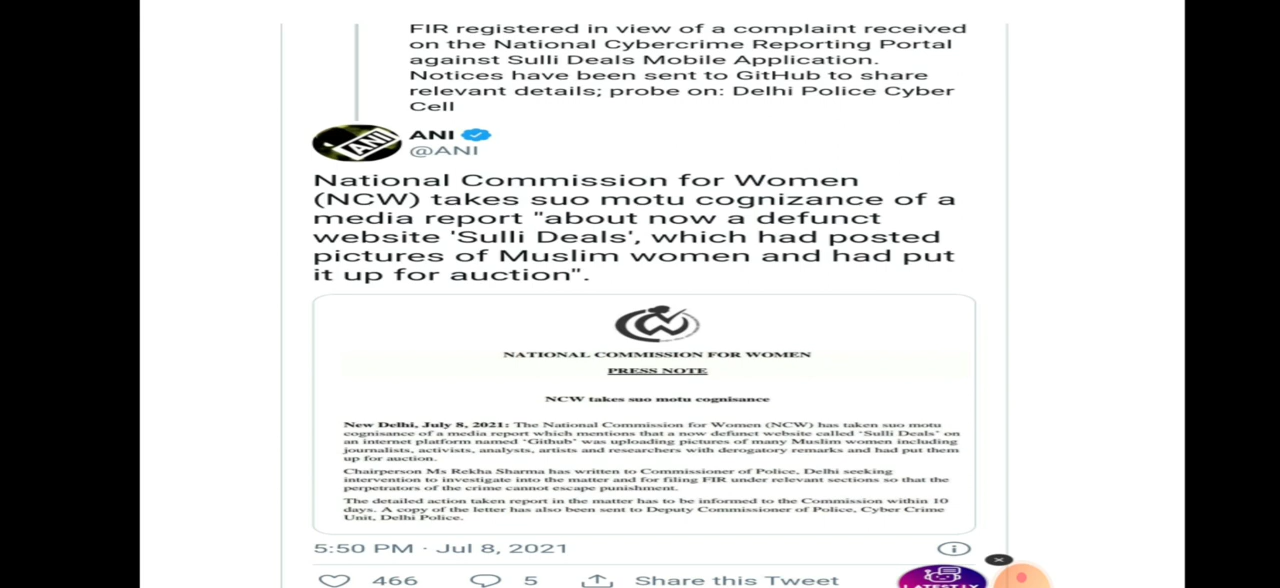 FIR registered in view of a complaint received
on the National Cybercrime Reporting Portal
against Sulli Deals Mobile Application.
Notices have been sent to GitHub to share
relevant details; probe on: Delhi Police Cyber
Cell
ANI
ANI
@ANI
National Commission for Women
(NCW) takes suo motu cognizance of a
media report "about now a defunct
website 'Sulli Deals', which had posted
pictures of Muslim women and had put
it up for auction".
NATIONAL COMMISSION FOR WOMEN
PRESS NOTE
NCW takes suo motu cognisance
New Delhi, July 8, 2021: The National Commission for Women (NCW) has taken suo motu
cognisance of a media report which mentions that a now defunct website called 'Sulli Deals' on
an internet platform named 'Github' was uploading pictures of many Muslim women including
journalists, activists, analysts, artists and researchers with derogatory remarks and had put them
up for auction.
Chairperson Ms Rekha Sharma has written to Commissioner of Police, Delhi seeking
intervention to investigate into the matter and for filing FIR under relevant sections so that the
perpetrators of the crime cannot escape punishment.
The detailed action taken report in the matter has to be informed to the Commission within 10
days. A copy of the letter has also been sent to Deputy Commissioner of Police, Cyber Crime
Unit, Delhi Police.
5:50 PM · Jul 8, 2021
466 5 Share this Tweet
LATESTLY